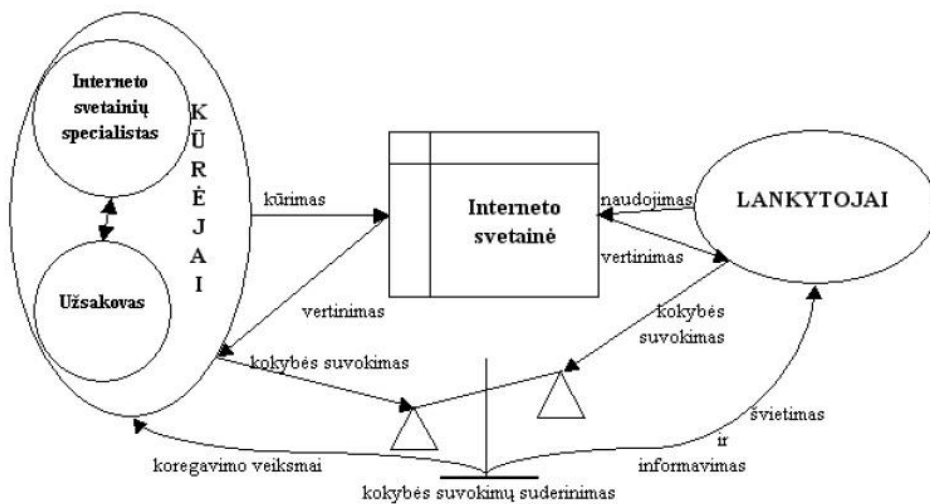 Interneto
svetainių
specialistas
KŪRĖJAI
Užsakovas
kūrimas
Interneto
svetainė
naudojimas
LANKYTOJAI
vertinimas
vertinimas
kokybės
suvokimas
kokybės suvokimas
švietimas
ir
informavimas
koregavimo veiksmai
kokybės suvokimų suderinimas